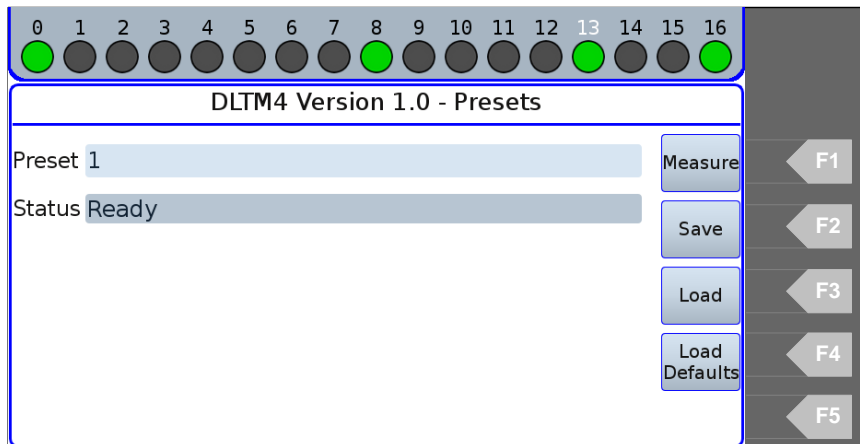 0 1 2 3 4 5 6 7 8 9 10 11 12 13 14 15 16
DLTM4 Version 1.0 - Presets
Preset 1
Measure
F1
Status Ready
Save
F2
Load
F3
Load
Defaults
F4
F5